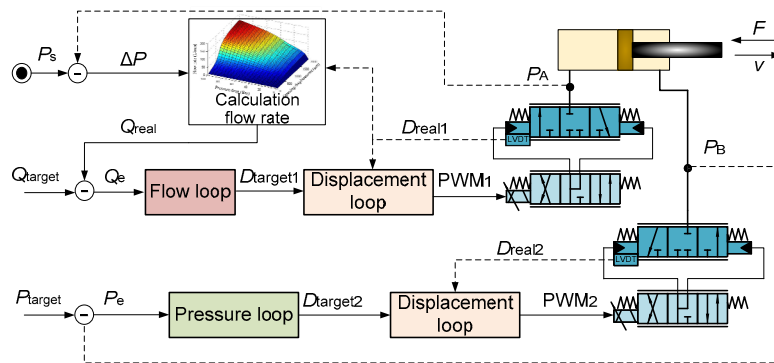 Ps
ΔP
Calculation
flow rate
PA
F
v
Qreal
Dreal1
LVDT
PB
Qtarget
Qe
Flow loop
Dtarget1
Displacement
loop
PWM1
Dreal2
LVDT
Ptarget
Pe
Pressure loop
Dtarget2
Displacement
loop
PWM2